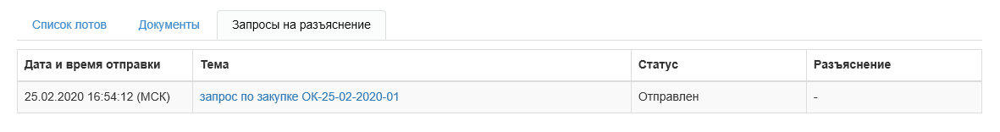 Список лотов Документы Запросы на разъяснение
Дата и время отправки Тема Статус Разъяснение
25.02.2020 16:54:12 (МСК) запрос по закупке ОК-25-02-2020-01 Отправлен -